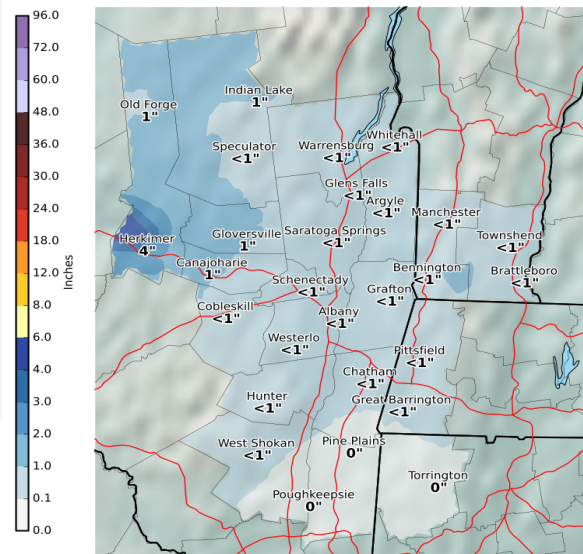 96.0
72.0
60.0
48.0
36.0
30.0
24.0
18.0
12.0
8.0
6.0
4.0
3.0
2.0
1.0
0.1
0.0
Inches
Old Forge
1"
Indian Lake
1"
Speculator
<1"
Warrensburg
<1"
Whitehall
<1"
Glens Falls
<1"
Argyle
<1"
Manchester
<1"
Townshend
<1"
Herkimer
4"
Gloversville
1"
Saratoga Springs
<1"
Canajoharie
1"
Schenectady
<1"
Bennington
<1"
Brattleboro
<1"
Grafton
<1"
Cobleskill
<1"
Albany
<1"
Westerlo
<1"
Pittsfield
<1"
Chatham
<1"
Hunter
<1"
Great Barrington
<1"
West Shokan
<1"
Pine Plains
0"
Torrington
0"
Poughkeepsie
0"